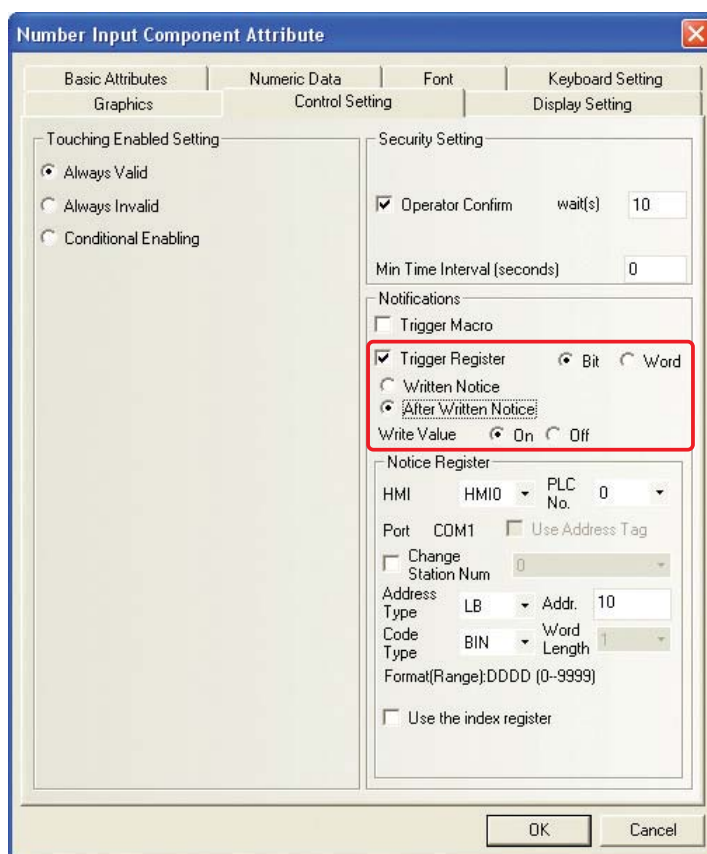 Number Input Component Attribute
Basic Attributes
Numeric Data
Font
Keyboard Setting
Graphics
Control Setting
Display Setting
Touching Enabled Setting
Always Valid
Always Invalid
Conditional Enabling
Security Setting
Operator Confirm wait(s) 10
Min Time Interval (seconds) 0
Notifications
Trigger Macro
Trigger Register Bit Word
Written Notice
After Written Notice
Write Value On Off
Notice Register
HMI HMI0 PLC No. 0
Port COM1 Use Address Tag
Change Station Num 0
Address Type LB Addr. 10
Code Type BIN Word Length 1
Format(Range):DDDD (0--9999)
Use the index register
OK Cancel